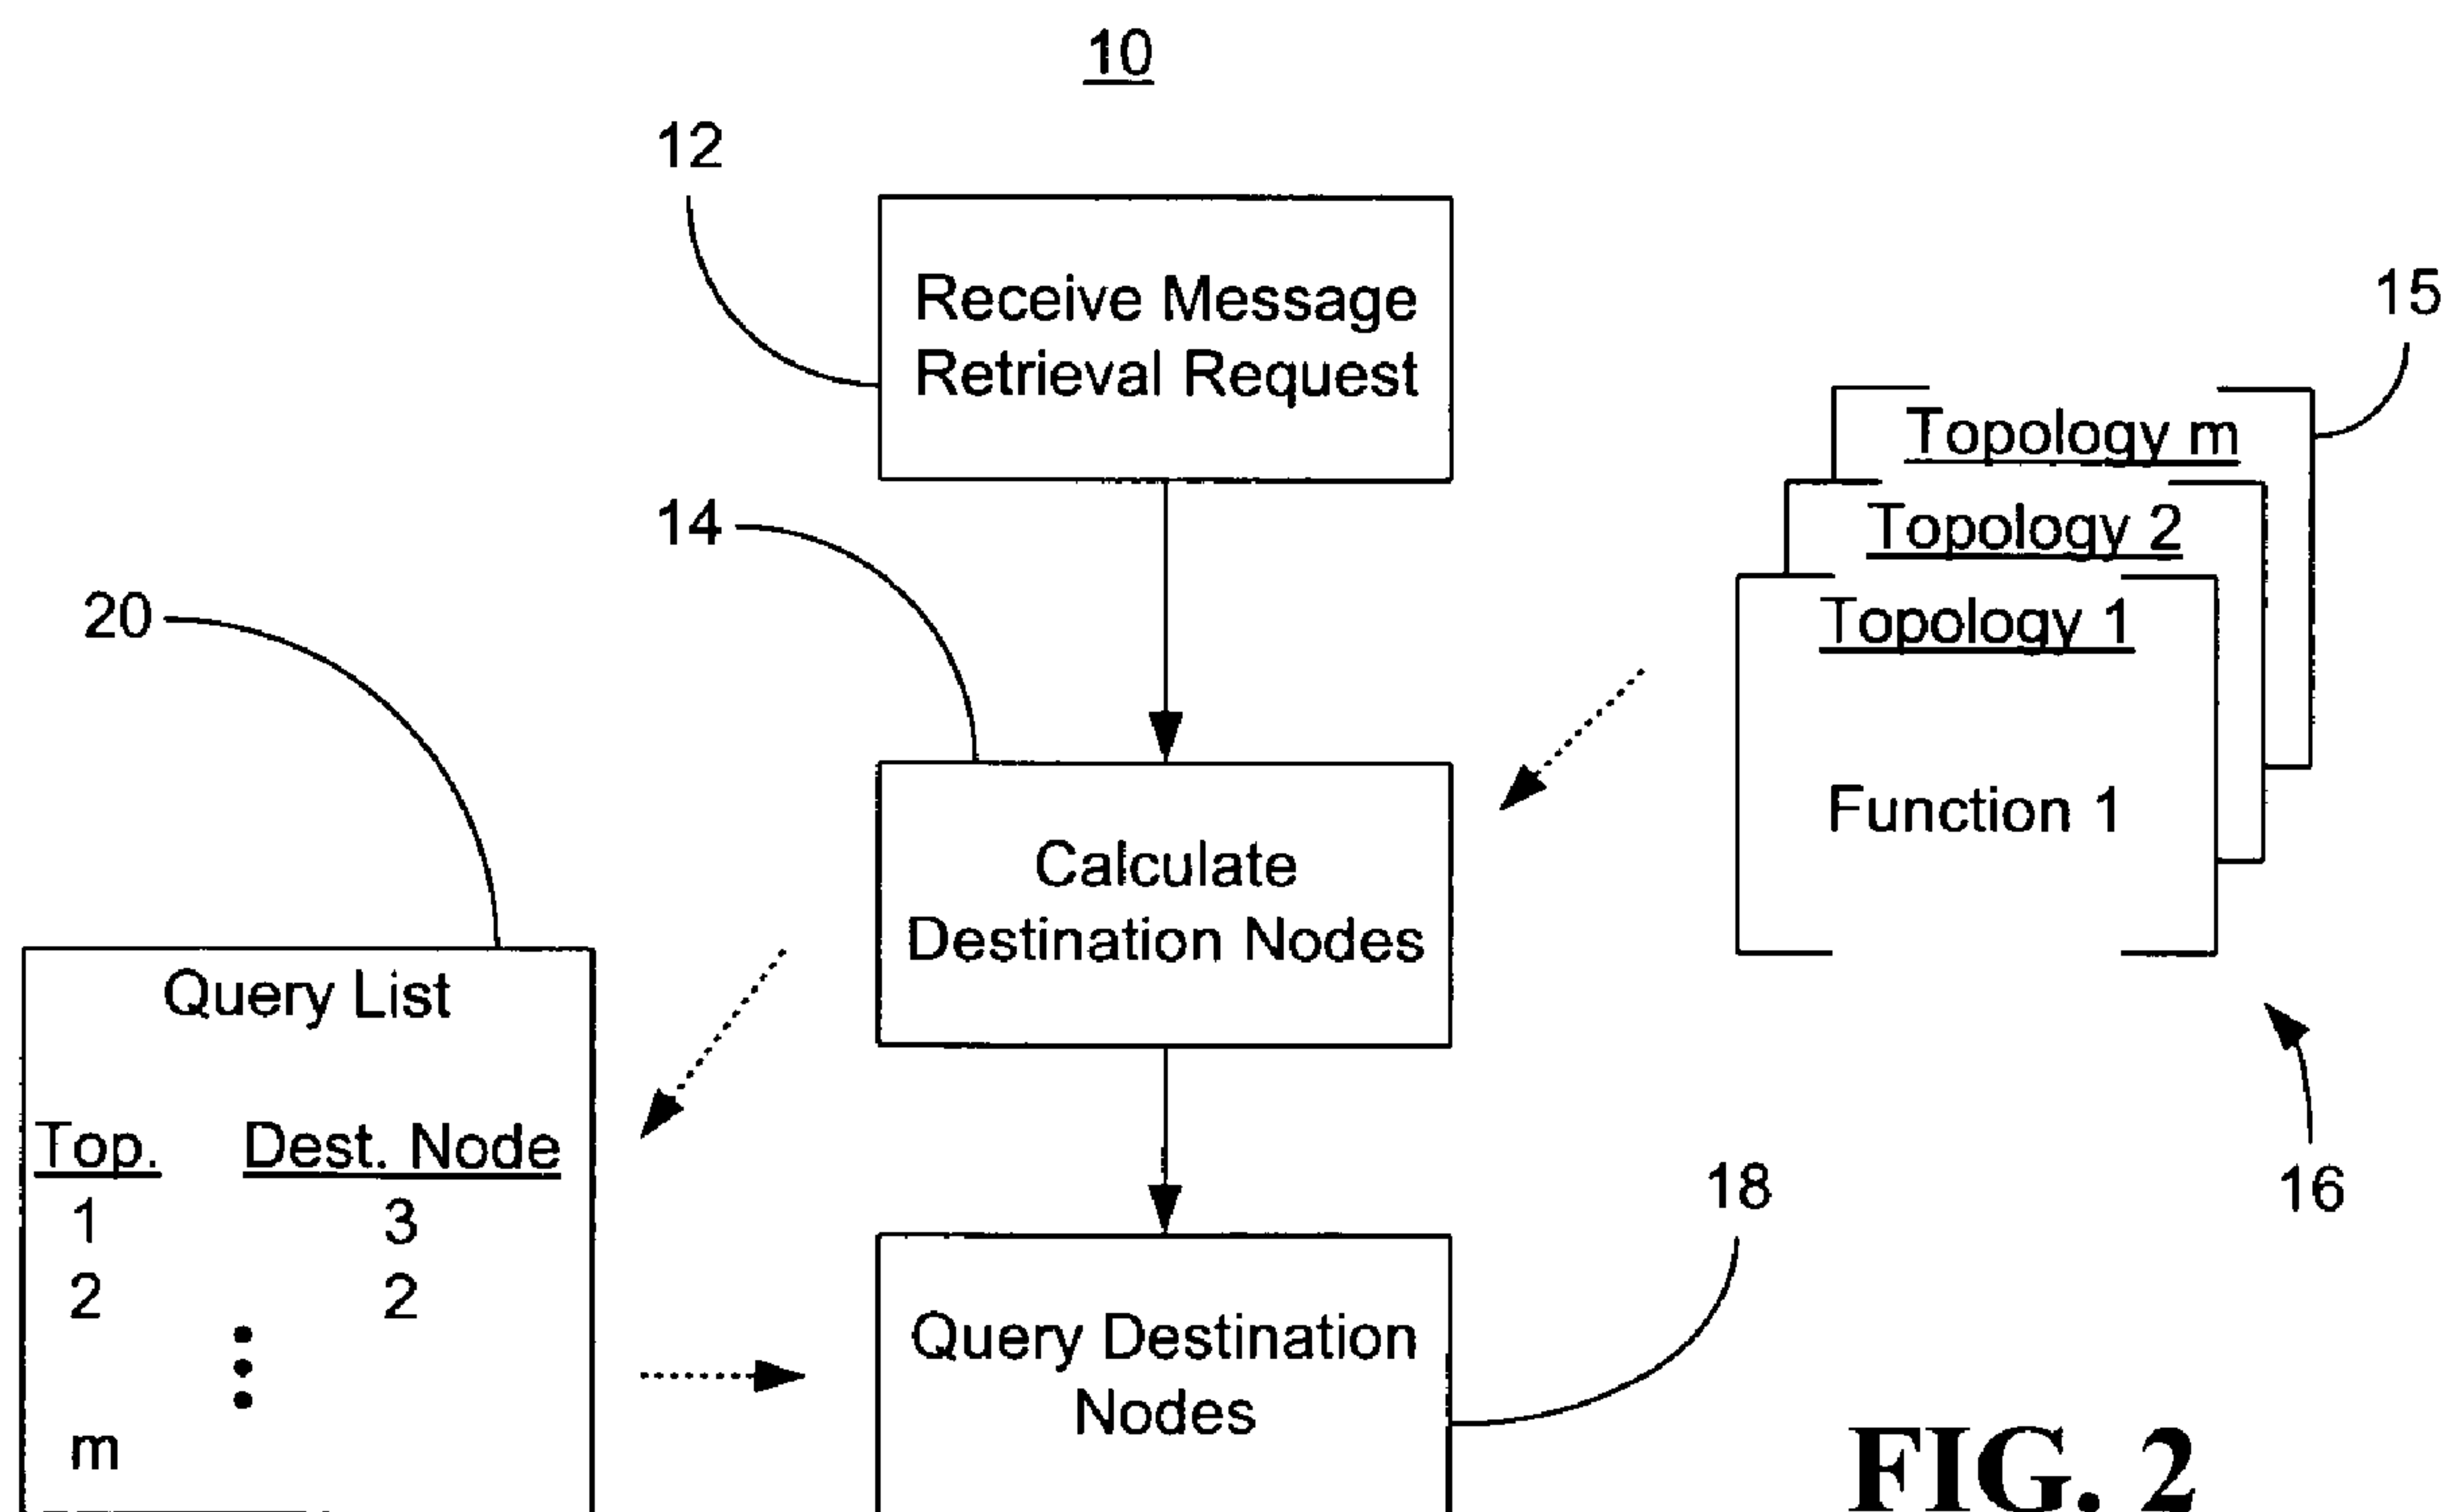 10
12
Receive Message
Retrieval Request
15
Topology m
Topology 2
Topology 1
Function 1
14
20
Calculate
Destination Nodes
Query List
Top. Dest. Node
1 3
2 2
m
16
18
Query Destination
Nodes
FIG. 2